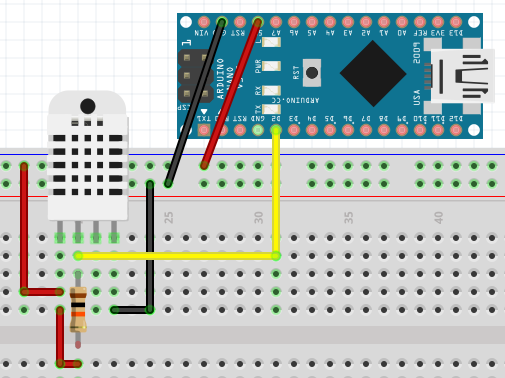 VIN RST A7 A6 A5 A4 A3 A2 A1 A0 REF 3V3 D13
1
L
PWR
RX
TX
ARDUINO
NANO
RST
ARDUINO.CC
2009
USA
TX1 RX0 RST GND D2 D3 D4 D5 D6 D7 D8 D9 D10 D11 D12
25 30 35 40